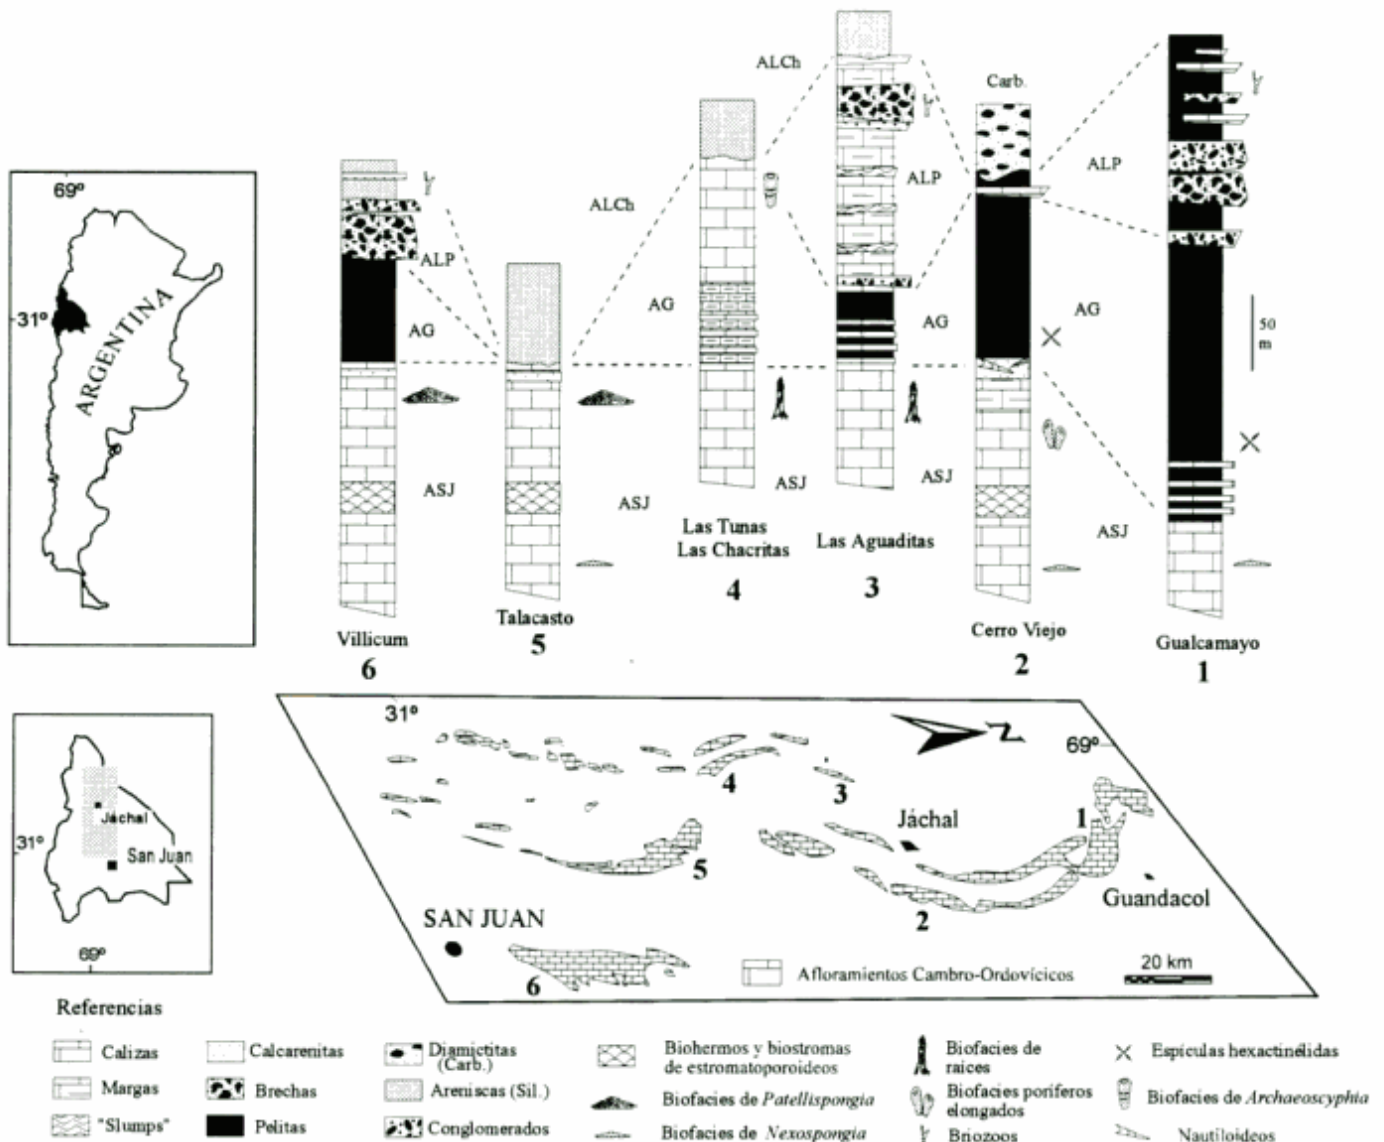 69º
31º
ARGENTINA
31º
Jáchal
San Juan
69º
ALCh
Carb.
ALCh
ALP
ALP
ALP
AG
AG
AG
AG
50
m
ASJ
ASJ
ASJ
ASJ
ASJ
Villicum
6
Talacasto
5
Las Tunas
Las Chacritas
4
Las Aguaditas
3
Cerro Viejo
2
Gualcamayo
1
31º
Z
69º
4
3
1
Jáchal
5
Guandacol
2
SAN JUAN
6
Afloramientos Cambro-Ordovícicos
20 km
Referencias
Calizas
Margas
"Slumps"
Calcarenitas
Brechas
Pelitas
Diamictitas
(Carb.)
Areniscas (Sil.)
Conglomerados
Biohermos y biostromas
de estromatoporoideos
Biofacies de Patellispongia
Biofacies de Nexospongia
Biofacies de
raíces
Biofacies poríferos
elongados
Briozoos
Espículas hexactinélidas
Biofacies de Archaeoscyphia
Nautiloideos